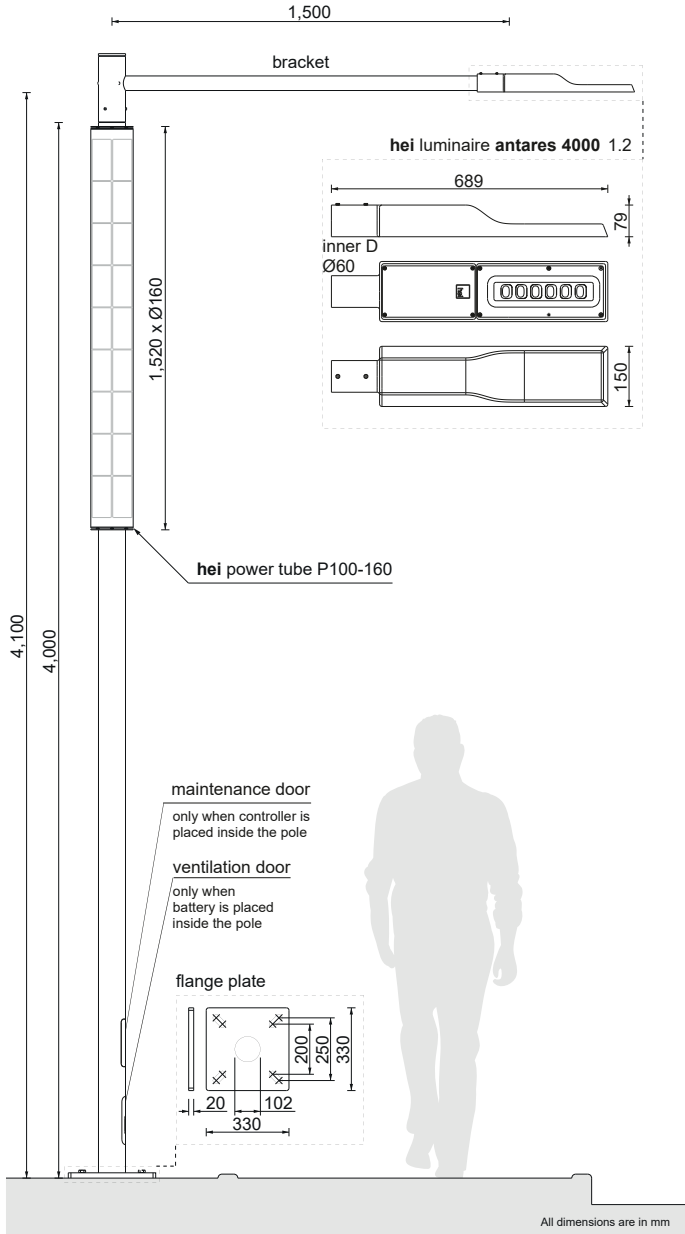 1,500
bracket
hei luminaire antares 4000 1.2
689
79
inner D
Ø60
hei
150
1,520 x Ø160
hei power tube P100-160
4,100
4,000
maintenance door
only when controller is
placed inside the pole
ventilation door
only when
battery is placed
inside the pole
flange plate
200
250
330
20
102
330
All dimensions are in mm